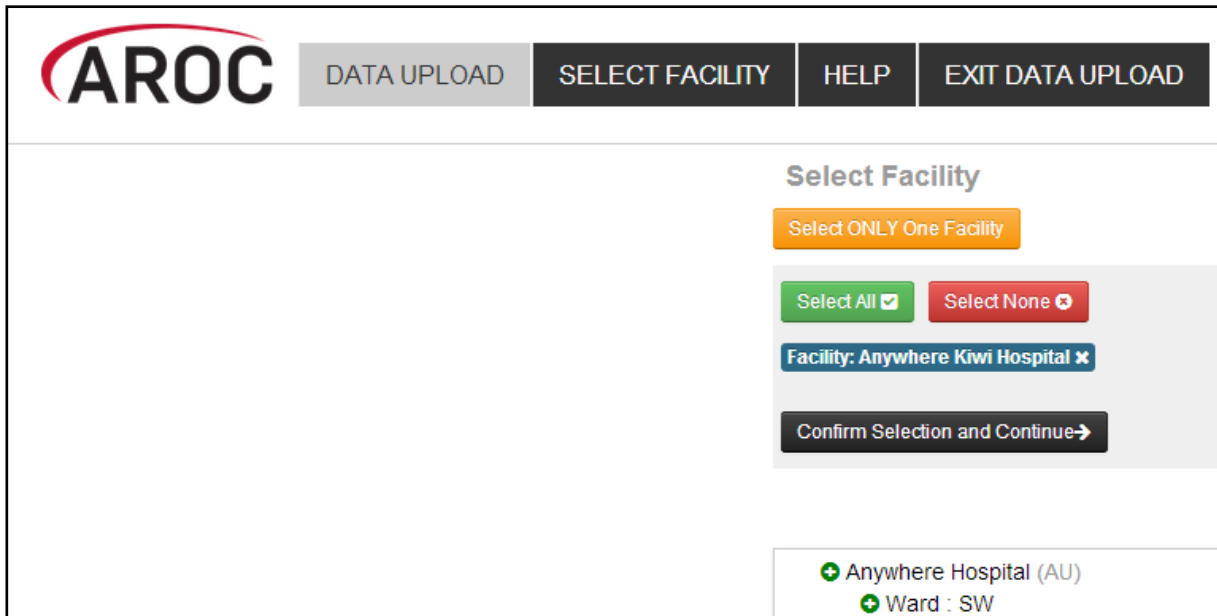 AROC DATA UPLOAD SELECT FACILITY HELP EXIT DATA UPLOAD
Select Facility
Select ONLY One Facility
Select All Select None
Facility: Anywhere Kiwi Hospital
Confirm Selection and Continue
Anywhere Hospital (AU)
Ward : SW